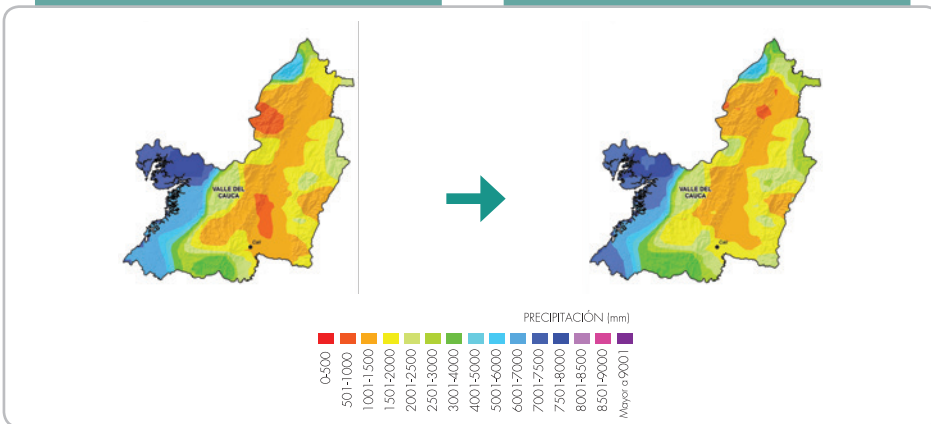 VALLE DEL
CAUCA
Cali
VALLE DEL
CAUCA
Cali
PRECIPITACIÓN (mm)
0-500
501-1000
1001-1500
1501-2000
2001-2500
2501-3000
3001-4000
4001-5000
5001-6000
6001-7000
7001-7500
7501-8000
8001-8500
8501-9000
Mayor a 9001